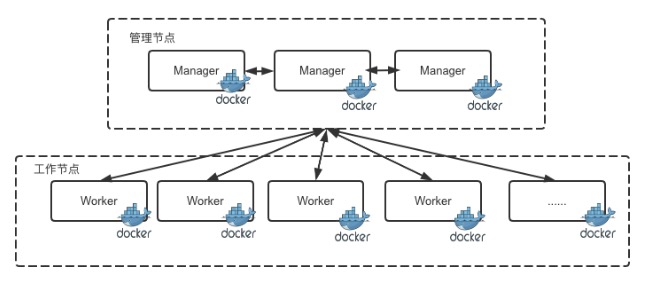 管理节点
Manager
Manager
Manager
docker
docker
docker
工作节点
Worker
Worker
Worker
Worker
......
docker
docker
docker
docker
docker